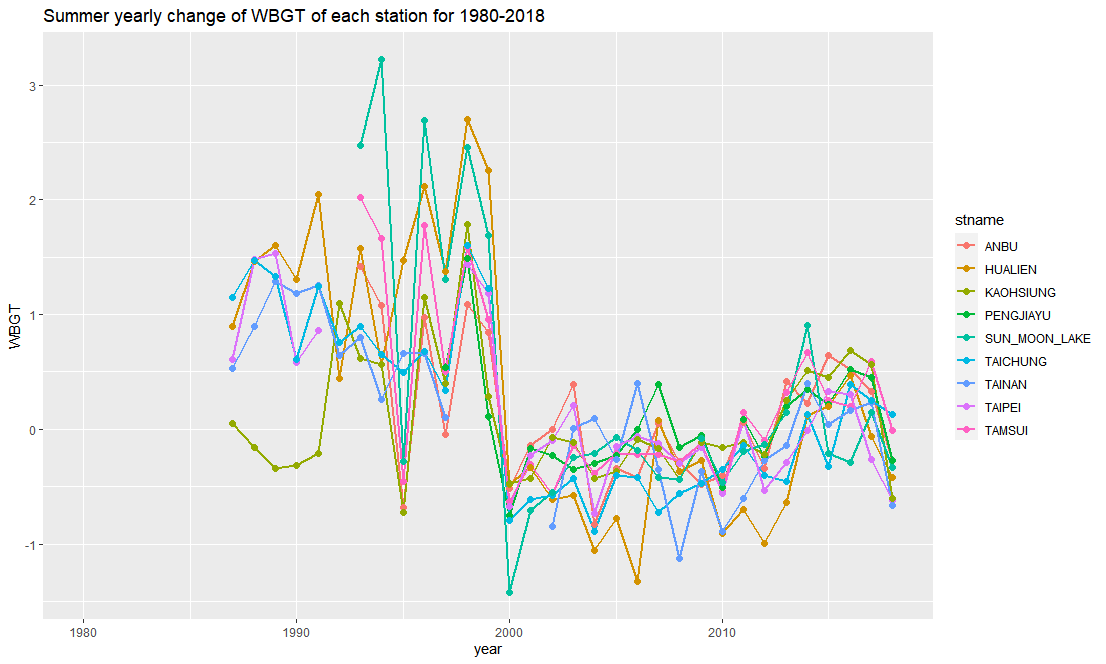 Summer yearly change of WBGT of each station for 1980-2018
WBGT
3
2
1
0
-1
1980
1990
2000
2010
year
stname
ANBU
HUALIEN
KAOHSIUNG
PENGJIAYU
SUN_MOON_LAKE
TAICHUNG
TAINAN
TAIPEI
TAMSUI